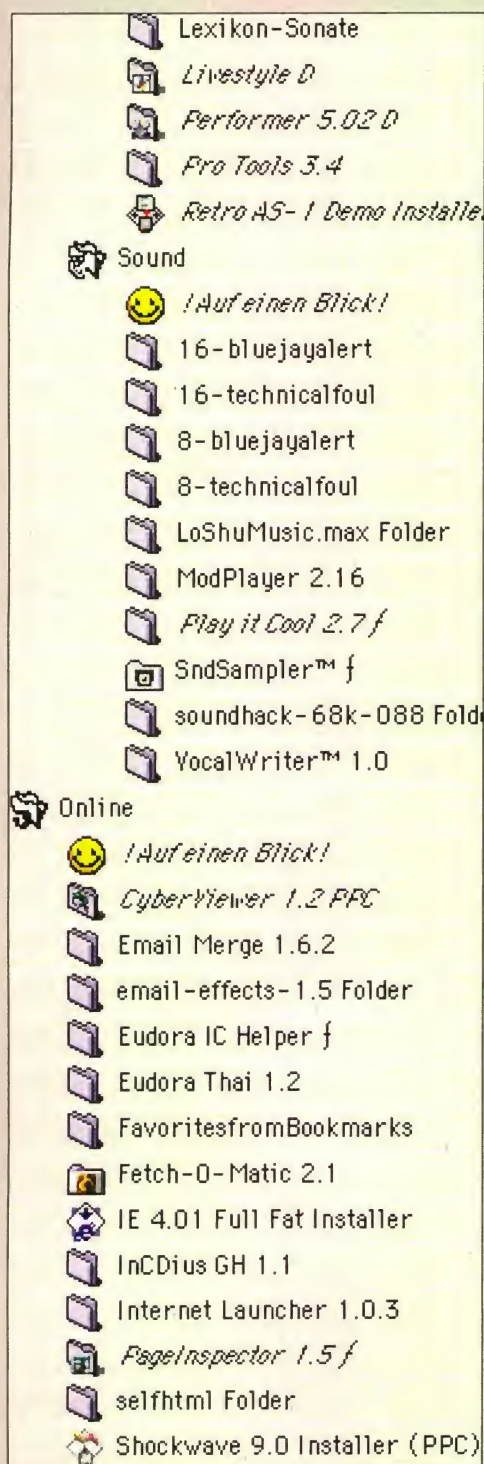 Lexikon-Sonate
Livestyle D
Performer 5.02 D
Pro Tools 3.4
Retro AS-1 Demo Installe
Sound
!Auf einen Blick!
16-bluejayalert
16-technicalfoul
8-bluejayalert
8-technicalfoul
LoShuMusic.max Folder
ModPlayer 2.16
Play it Cool 2.7 ƒ
SndSampler™ ƒ
soundhack-68k-088 Folde
VocalWriter™ 1.0
Online
!Auf einen Blick!
CyberViewer 1.2 PPC
Email Merge 1.6.2
email-effects-1.5 Folder
Eudora IC Helper ƒ
Eudora Thai 1.2
FavoritesfromBookmarks
Fetch-O-Matic 2.1
IE 4.01 Full Fat Installer
InCDius GH 1.1
Internet Launcher 1.0.3
PageInspector 1.5 ƒ
selfhtml Folder
Shockwave 9.0 Installer (PPC)